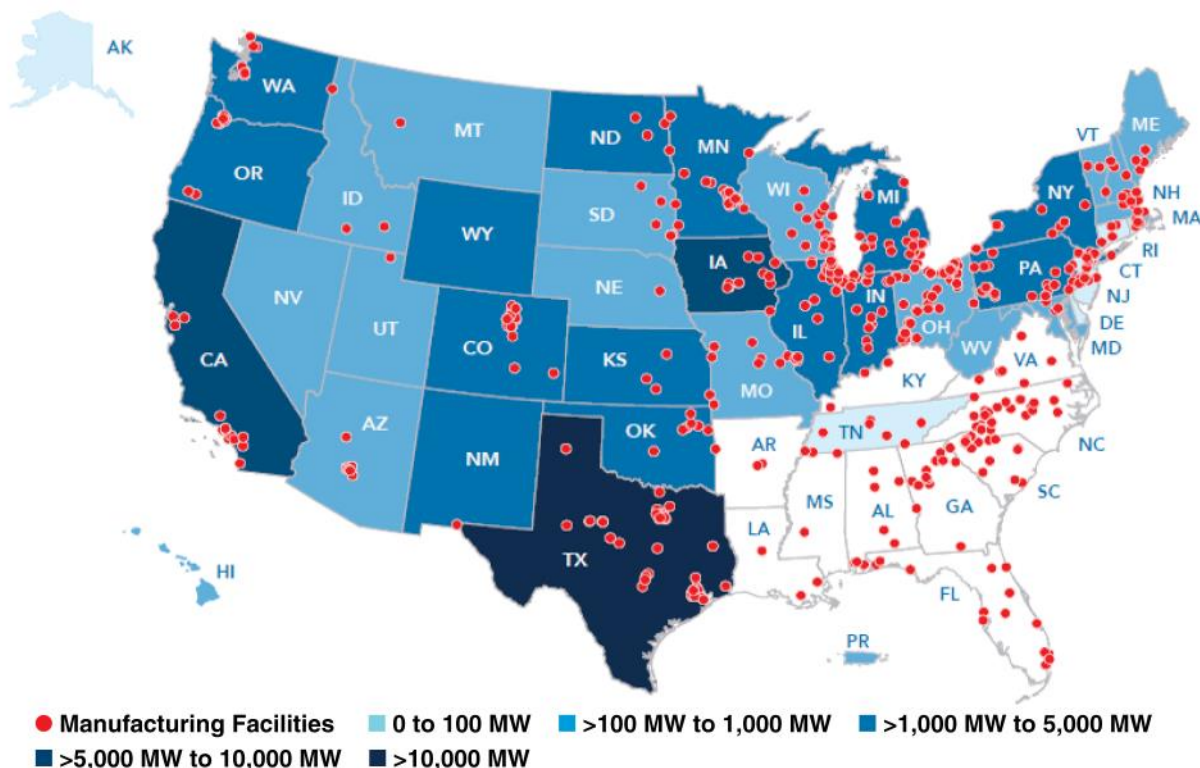 AK
WA
MT
ND
MN
VT
ME
OR
ID
SD
WI
MI
NY
NH
MA
WY
IA
PA
RI
CT
NV
NE
IL
IN
OH
NJ
UT
CO
KS
MO
WV
DE
MD
CA
KY
VA
AZ
NM
OK
AR
TN
NC
MS
AL
GA
SC
LA
TX
HI
FL
PR
Manufacturing Facilities
0 to 100 MW
>100 MW to 1,000 MW
>1,000 MW to 5,000 MW
>5,000 MW to 10,000 MW
>10,000 MW